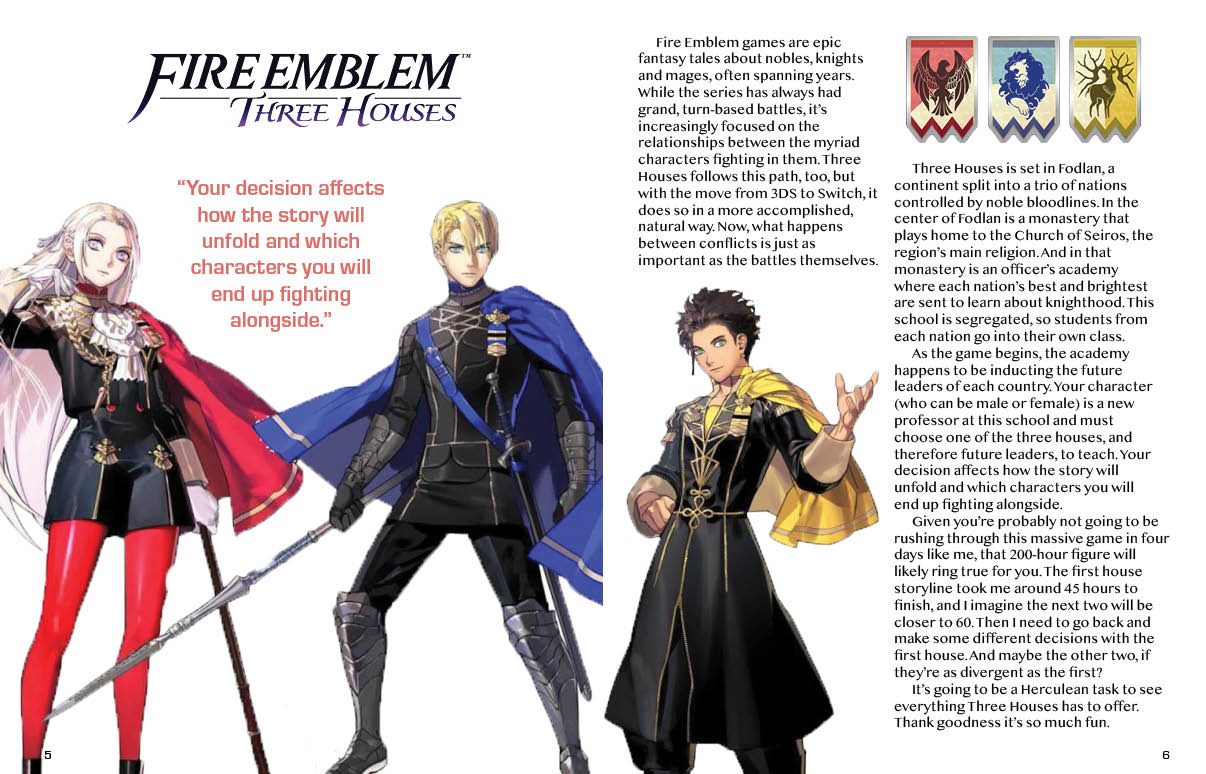 FIRE EMBLEM™
THREE HOUSES
“Your decision affects
how the story will
unfold and which
characters you will
end up fighting
alongside.”
5
Fire Emblem games are epic
fantasy tales about nobles, knights
and mages, often spanning years.
While the series has always had
grand, turn-based battles, it’s
increasingly focused on the
relationships between the myriad
characters fighting in them. Three
Houses follows this path, too, but
with the move from 3DS to Switch, it
does so in a more accomplished,
natural way. Now, what happens
between conflicts is just as
important as the battles themselves.
Three Houses is set in Fodlan, a
continent split into a trio of nations
controlled by noble bloodlines. In the
center of Fodlan is a monastery that
plays home to the Church of Seiros, the
region’s main religion. And in that
monastery is an officer’s academy
where each nation’s best and brightest
are sent to learn about knighthood. This
school is segregated, so students from
each nation go into their own class.
As the game begins, the academy
happens to be inducting the future
leaders of each country. Your character
(who can be male or female) is a new
professor at this school and must
choose one of the three houses, and
therefore future leaders, to teach. Your
decision affects how the story will
unfold and which characters you will
end up fighting alongside.
Given you’re probably not going to be
rushing through this massive game in four
days like me, that 200-hour figure will
likely ring true for you. The first house
storyline took me around 45 hours to
finish, and I imagine the next two will be
closer to 60. Then I need to go back and
make some different decisions with the
first house. And maybe the other two, if
they’re as divergent as the first?
It’s going to be a Herculean task to see
everything Three Houses has to offer.
Thank goodness it’s so much fun.
6